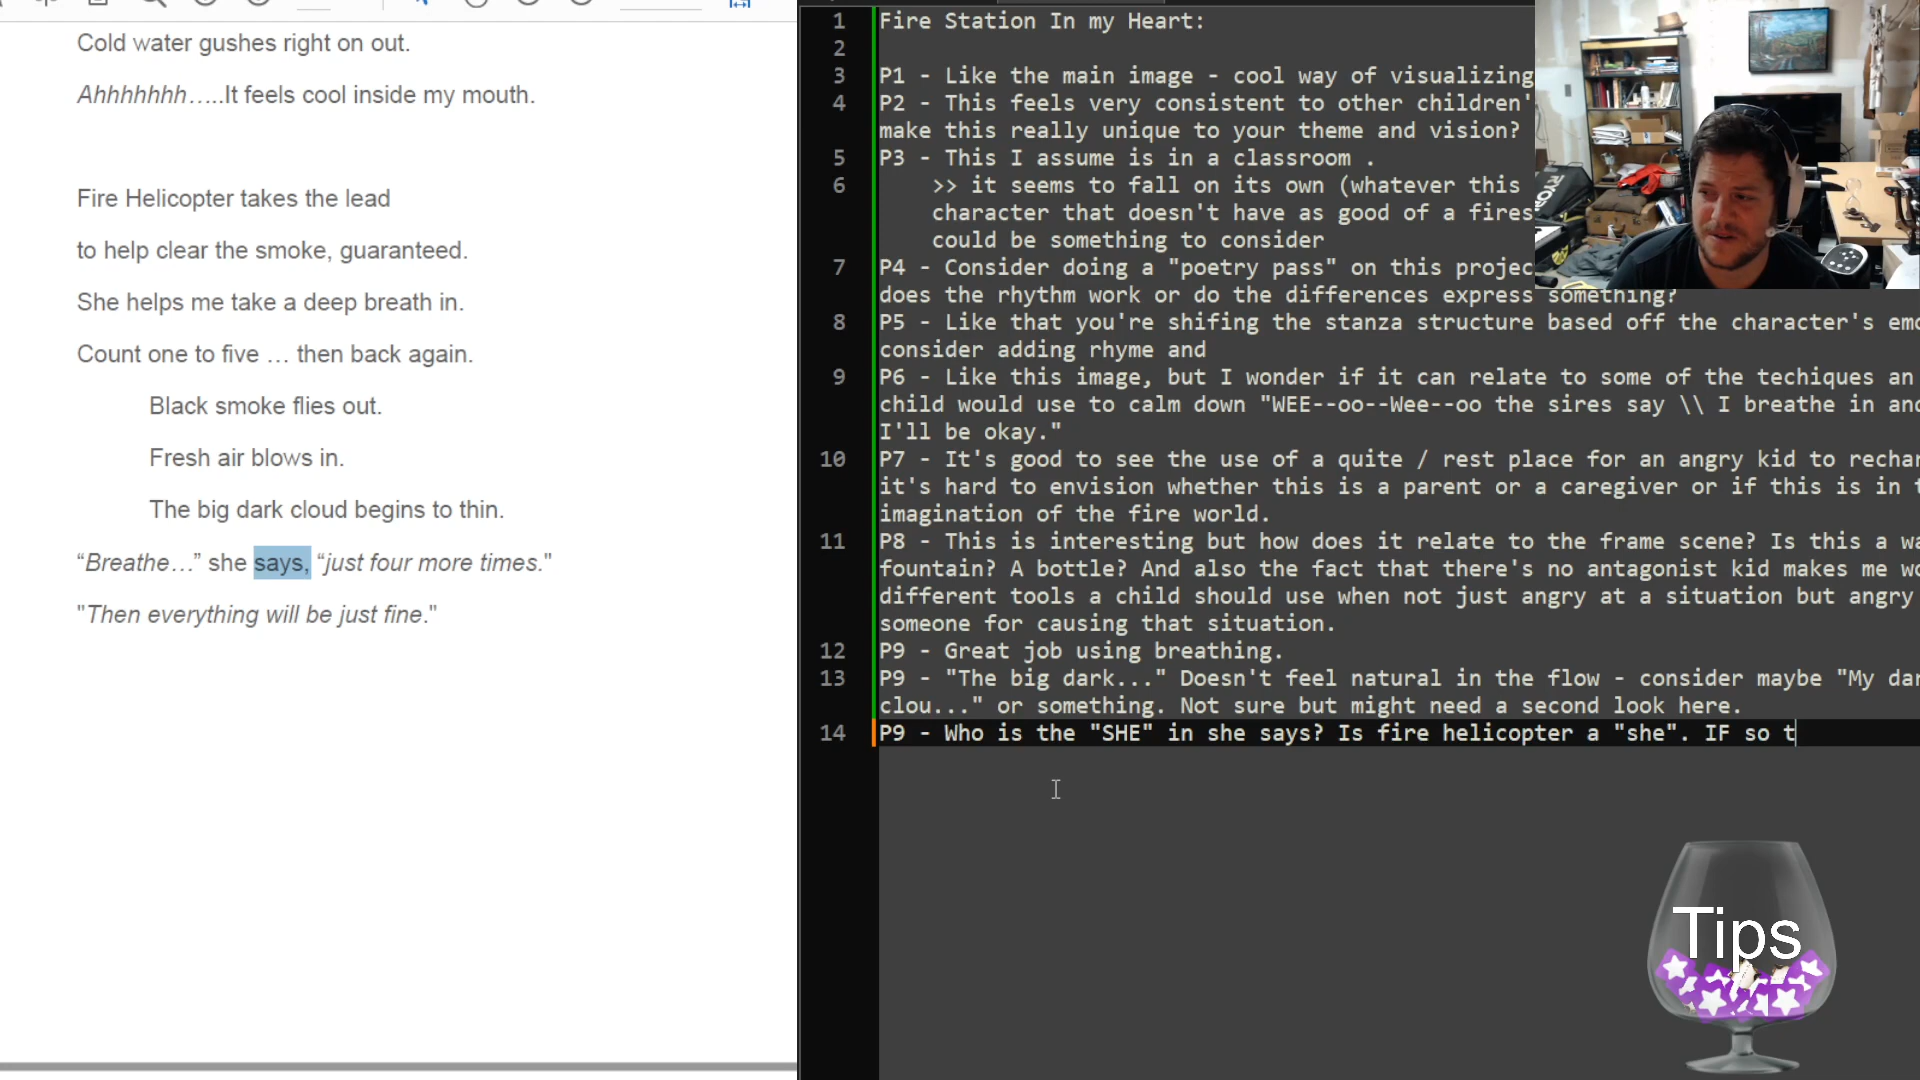 Cold water gushes right on out.
Ahhhhhhh…..It feels cool inside my mouth.
Fire Helicopter takes the lead
to help clear the smoke, guaranteed.
She helps me take a deep breath in.
Count one to five … then back again.
Black smoke flies out.
Fresh air blows in.
The big dark cloud begins to thin.
“Breathe…” she says, “just four more times."
"Then everything will be just fine."
1 Fire Station In my Heart:
2
3 P1 - Like the main image - cool way of visualizing
4 P2 - This feels very consistent to other children'
make this really unique to your theme and vision?
5 P3 - This I assume is in a classroom .
6 >> it seems to fall on its own (whatever this
character that doesn't have as good of a fires
could be something to consider
7 P4 - Consider doing a "poetry pass" on this projec
does the rhythm work or do the differences express something?
8 P5 - Like that you're shifing the stanza structure based off the character's emo
consider adding rhyme and
9 P6 - Like this image, but I wonder if it can relate to some of the techiques an
child would use to calm down "WEE--oo--Wee--oo the sires say \\ I breathe in and
I'll be okay."
10 P7 - It's good to see the use of a quite / rest place for an angry kid to rechar
it's hard to envision whether this is a parent or a caregiver or if this is in t
imagination of the fire world.
11 P8 - This is interesting but how does it relate to the frame scene? Is this a wa
fountain? A bottle? And also the fact that there's no antagonist kid makes me wo
different tools a child should use when not just angry at a situation but angry
someone for causing that situation.
12 P9 - Great job using breathing.
13 P9 - "The big dark..." Doesn't feel natural in the flow - consider maybe "My dar
clou..." or something. Not sure but might need a second look here.
14 P9 - Who is the "SHE" in she says? Is fire helicopter a "she". IF so t
RYOBI
Tips